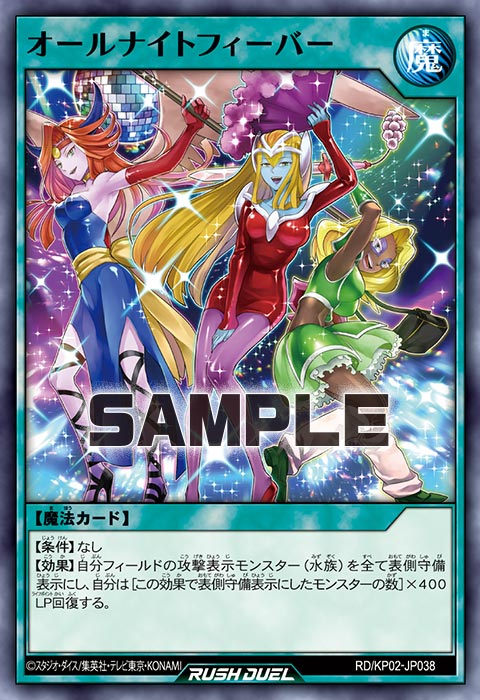 オールナイトフィーバー
魔
ま
SAMPLE
【魔法カード】
【条件】なし
【効果】自分フィールドの攻撃表示モンスター(水族)を全て表側守備
表示にし、自分は[この効果で表側守備表示にしたモンスターの数]×400
LP回復する。
©スタジオ・ダイス/集英社・テレビ東京・KONAMI
RUSH DUEL
RD/KP02-JP038